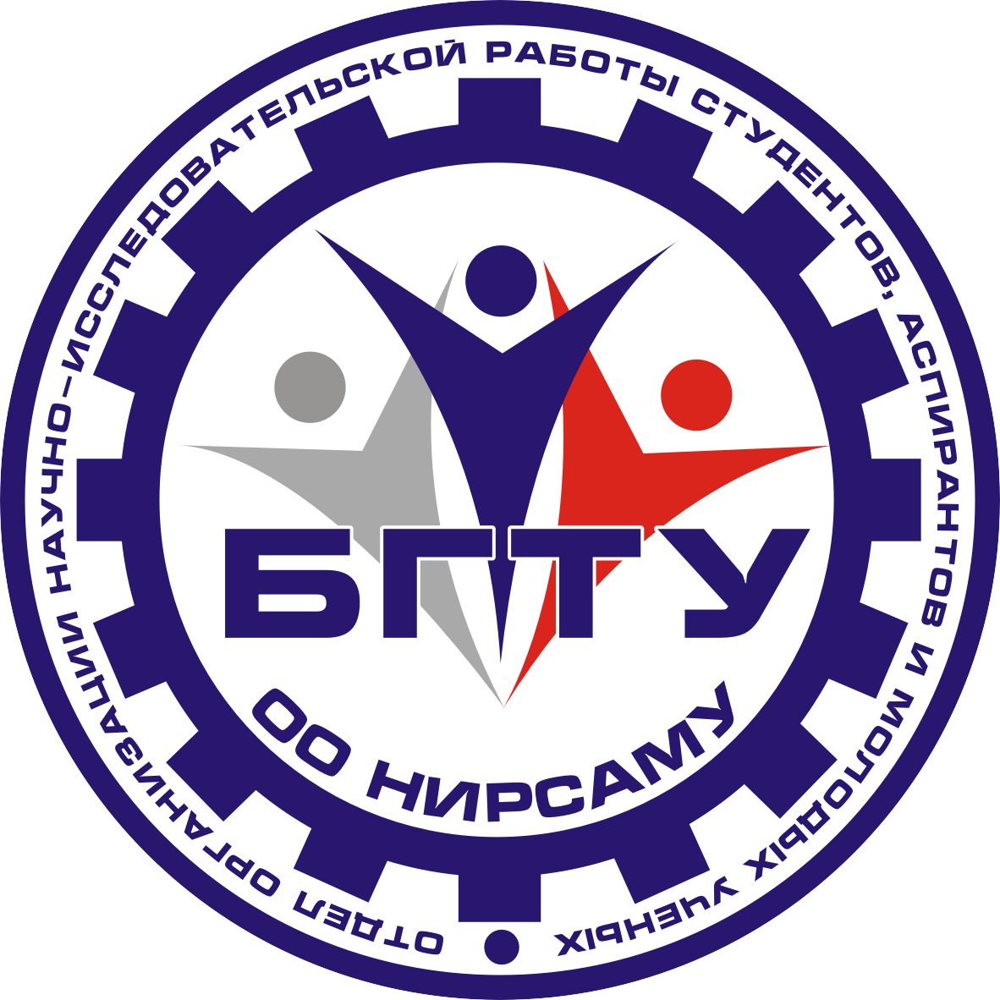 ОТДЕЛ ОРГАНИЗАЦИИ НАУЧНО-ИССЛЕДОВАТЕЛЬСКОЙ РАБОТЫ СТУДЕНТОВ, АСПИРАНТОВ И МОЛОДЫХ УЧЕНЫХ
БГТУ
ОО НИРСАМУ